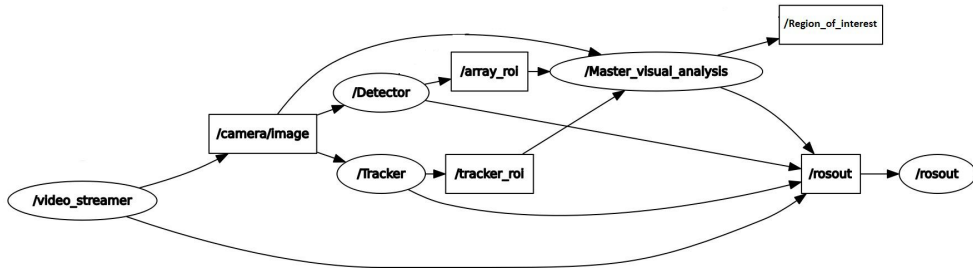 /Region_of_interest
/array_roi
/Master_visual_analysis
/Detector
/camera/image
/Tracker
/tracker_roi
/rosout
/rosout
/video_streamer